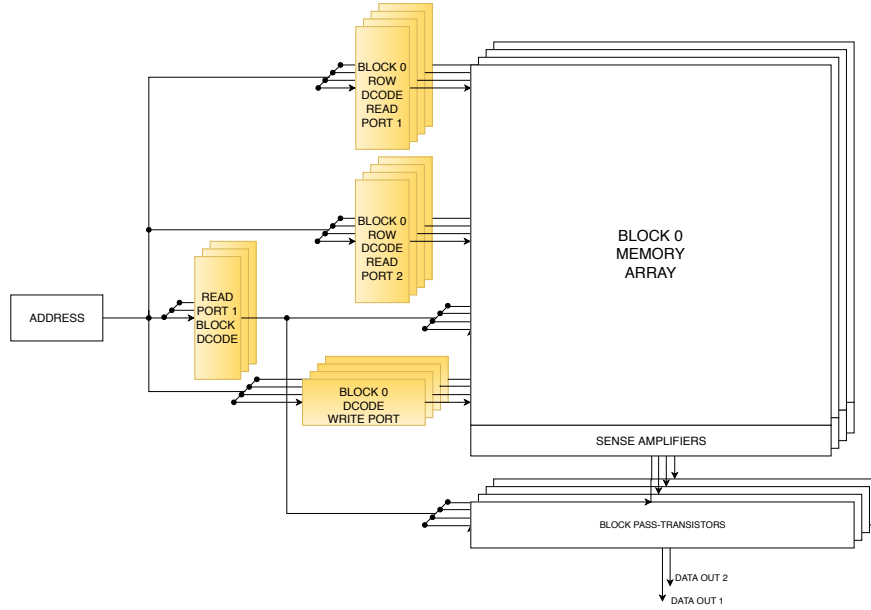 BLOCK 0
ROW
DCODE
READ
PORT 1
BLOCK 0
ROW
DCODE
READ
PORT 2
BLOCK 0
MEMORY
ARRAY
READ
PORT 1
BLOCK
DCODE
ADDRESS
BLOCK 0
DCODE
WRITE PORT
SENSE AMPLIFIERS
BLOCK PASS-TRANSISTORS
DATA OUT 2
DATA OUT 1